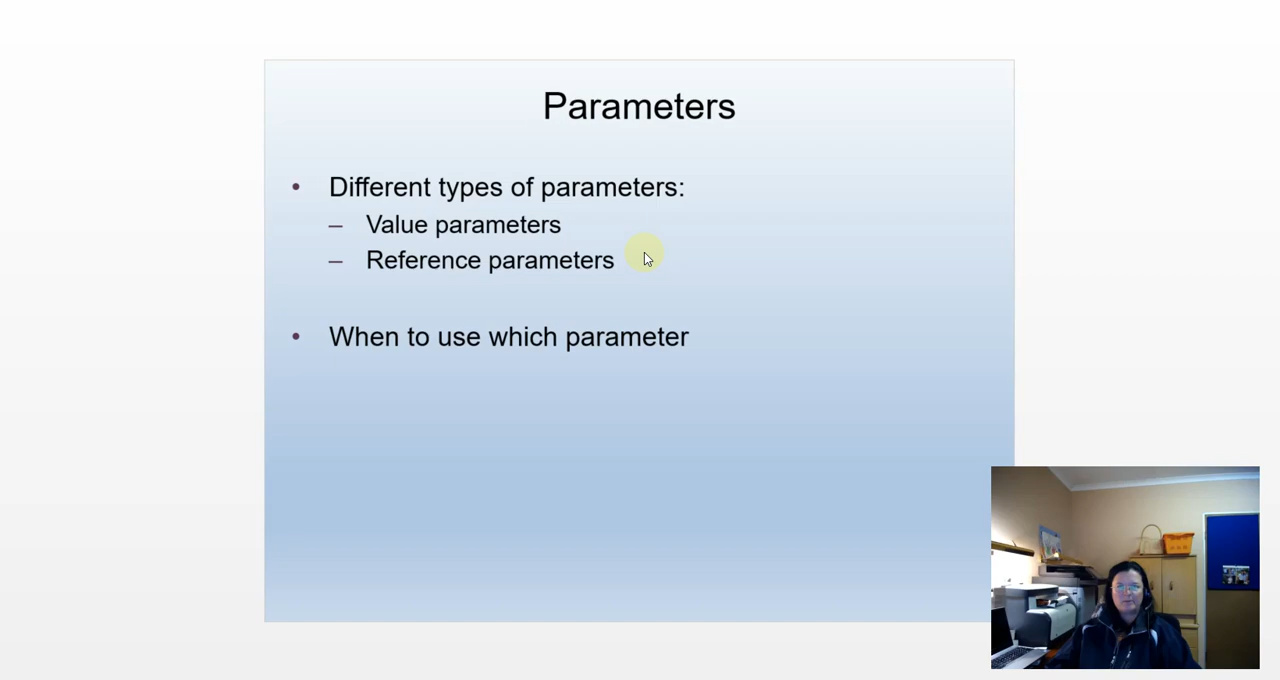 Parameters
• Different types of parameters:
– Value parameters
– Reference parameters
• When to use which parameter